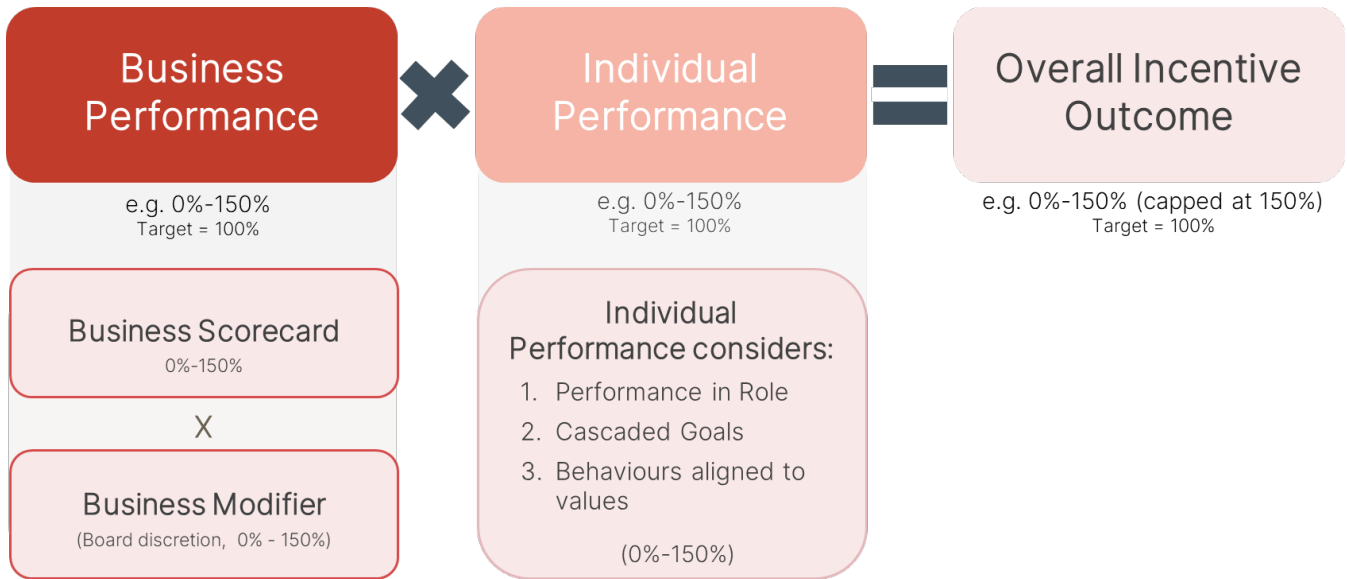 Business
Performance
Individual
Performance
Overall Incentive
Outcome
e.g. 0%-150%
Target = 100%
e.g. 0%-150%
Target = 100%
e.g. 0%-150% (capped at 150%)
Target = 100%
Business Scorecard
0%-150%
X
Business Modifier
(Board discretion, 0% - 150%)
Individual
Performance considers:
1. Performance in Role
2. Cascaded Goals
3. Behaviours aligned to
values
(0%-150%)